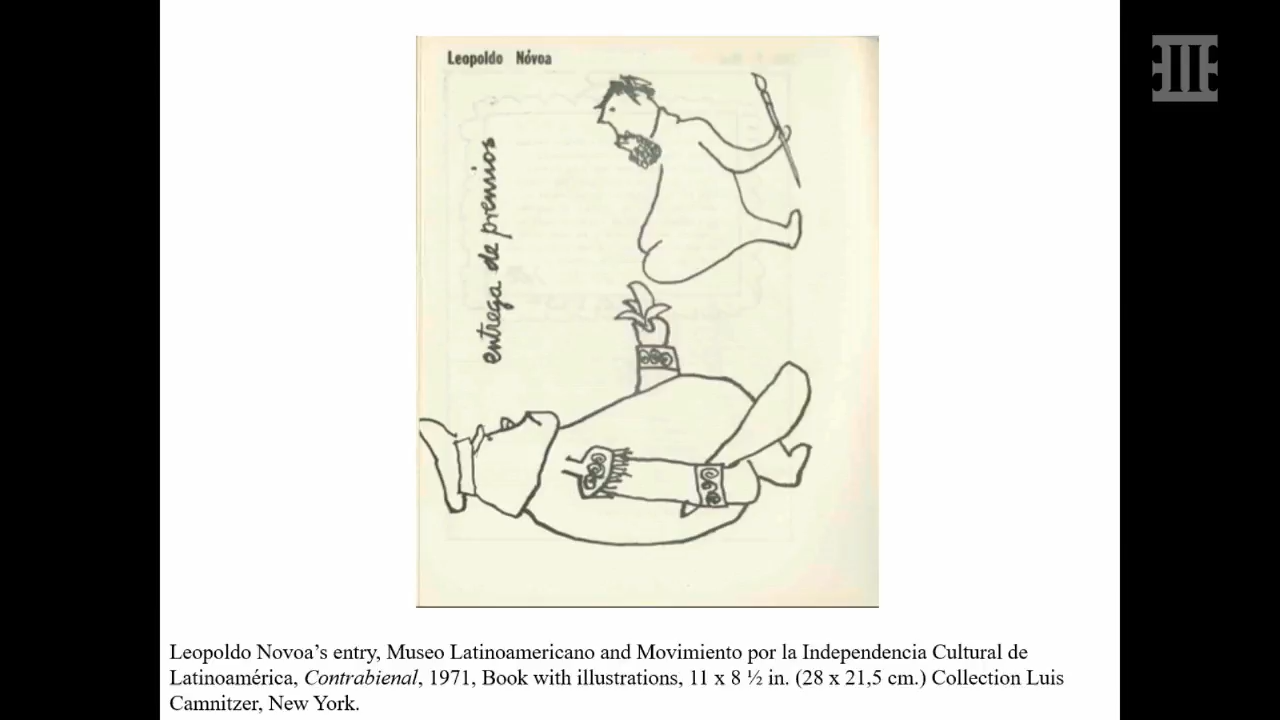 Leopoldo Nóvoa
entrega de premios
Leopoldo Novoa’s entry, Museo Latinoamericano and Movimiento por la Independencia Cultural de
Latinoamérica, Contrabienal, 1971, Book with illustrations, 11 x 8 ½ in. (28 x 21,5 cm.) Collection Luis
Camnitzer, New York.